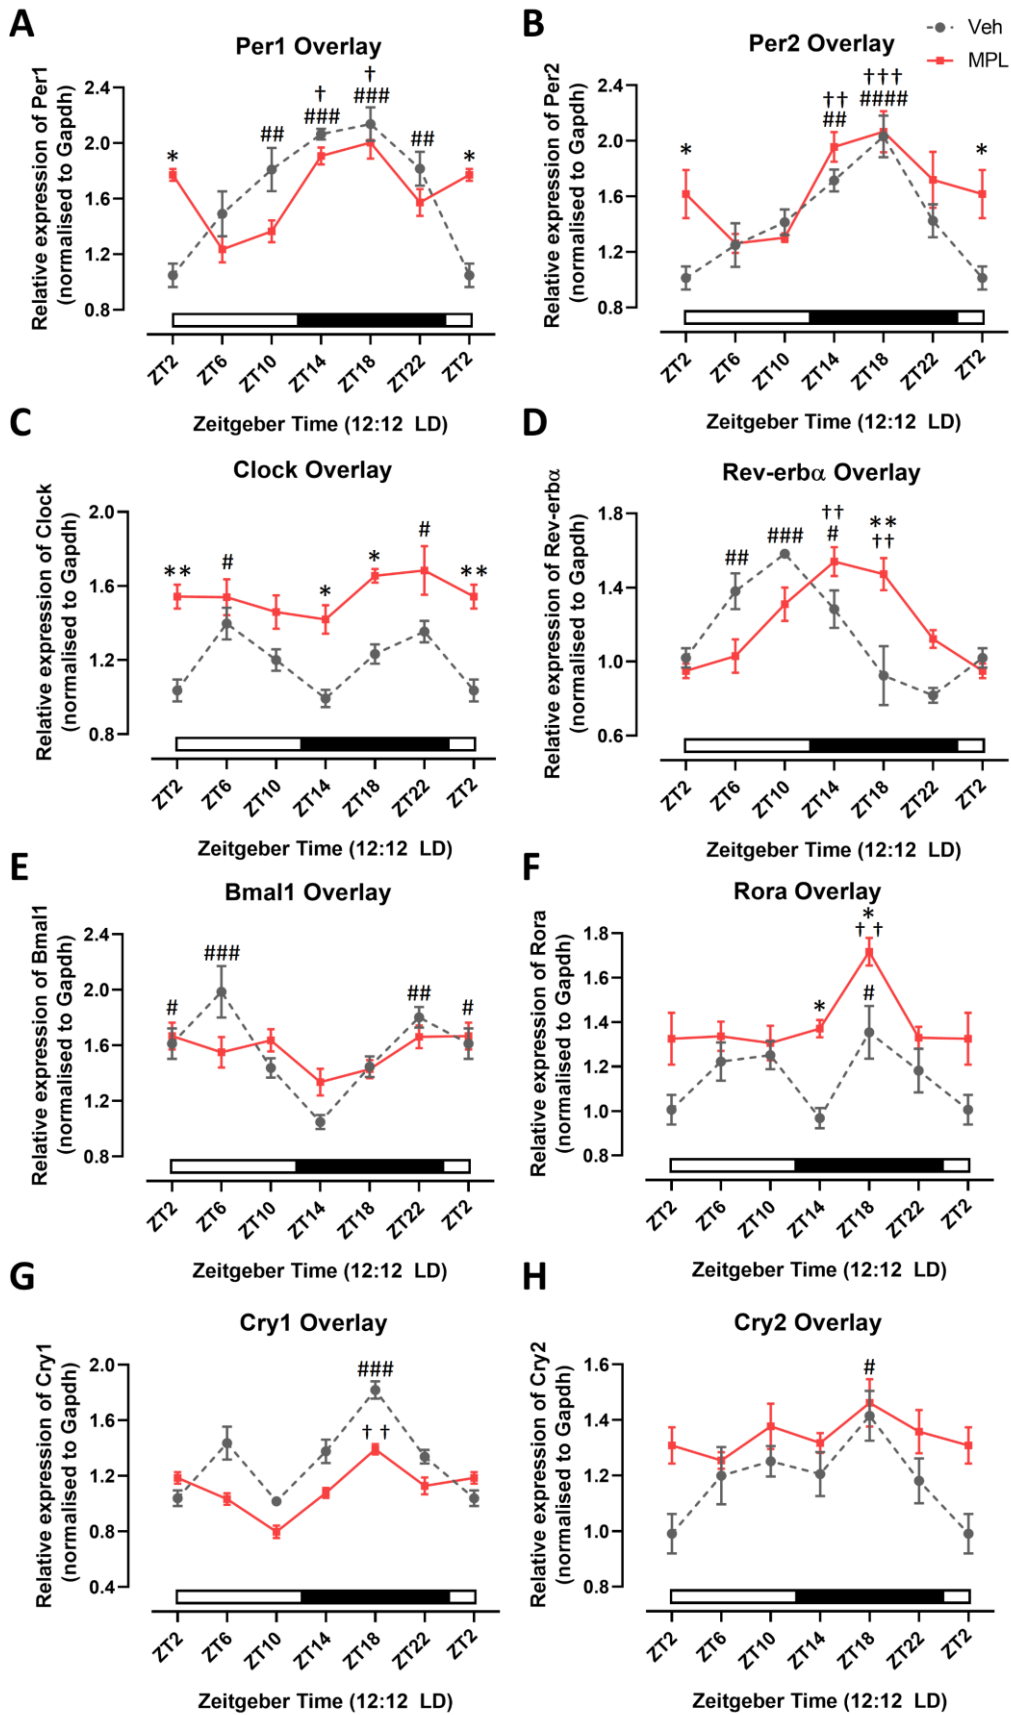 A
Per1 Overlay
Relative expression of Per1
(normalised to Gapdh)
2.4
2.0
1.6
1.2
0.8
*
##
†
###
†
###
##
*
ZT2
ZT6
ZT10
ZT14
ZT18
ZT22
ZT2
Zeitgeber Time (12:12 LD)
B
Per2 Overlay
Veh
MPL
Relative expression of Per2
(normalised to Gapdh)
2.4
2.0
1.6
1.2
0.8
*
††
##
†††
####
*
ZT2
ZT6
ZT10
ZT14
ZT18
ZT22
ZT2
Zeitgeber Time (12:12 LD)
C
Clock Overlay
Relative expression of Clock
(normalised to Gapdh)
2.0
1.6
1.2
0.8
**
#
*
*
#
**
ZT2
ZT6
ZT10
ZT14
ZT18
ZT22
ZT2
Zeitgeber Time (12:12 LD)
D
Rev-erbα Overlay
Relative expression of Rev-erbα
(normalised to Gapdh)
1.8
1.4
1.0
0.6
##
###
††
#
**
††
ZT2
ZT6
ZT10
ZT14
ZT18
ZT22
ZT2
Zeitgeber Time (12:12 LD)
E
Bmal1 Overlay
Relative expression of Bmal1
(normalised to Gapdh)
2.4
2.0
1.6
1.2
0.8
#
###
##
#
ZT2
ZT6
ZT10
ZT14
ZT18
ZT22
ZT2
Zeitgeber Time (12:12 LD)
F
Rora Overlay
Relative expression of Rora
(normalised to Gapdh)
1.8
1.6
1.4
1.2
1.0
0.8
*
*
††
#
ZT2
ZT6
ZT10
ZT14
ZT18
ZT22
ZT2
Zeitgeber Time (12:12 LD)
G
Cry1 Overlay
Relative expression of Cry1
(normalised to Gapdh)
2.0
1.6
1.2
0.8
0.4
###
††
ZT2
ZT6
ZT10
ZT14
ZT18
ZT22
ZT2
Zeitgeber Time (12:12 LD)
H
Cry2 Overlay
Relative expression of Cry2
(normalised to Gapdh)
1.6
1.4
1.2
1.0
0.8
#
ZT2
ZT6
ZT10
ZT14
ZT18
ZT22
ZT2
Zeitgeber Time (12:12 LD)